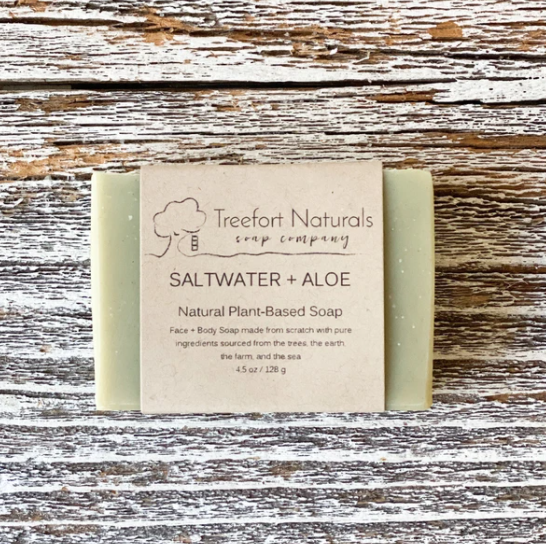 Treefort Naturals
soap company
SALTWATER + ALOE
Natural Plant-Based Soap
Face + Body Soap made from scratch with pure
ingredients sourced from the trees, the earth,
the farm, and the sea
4.5 oz / 128 g